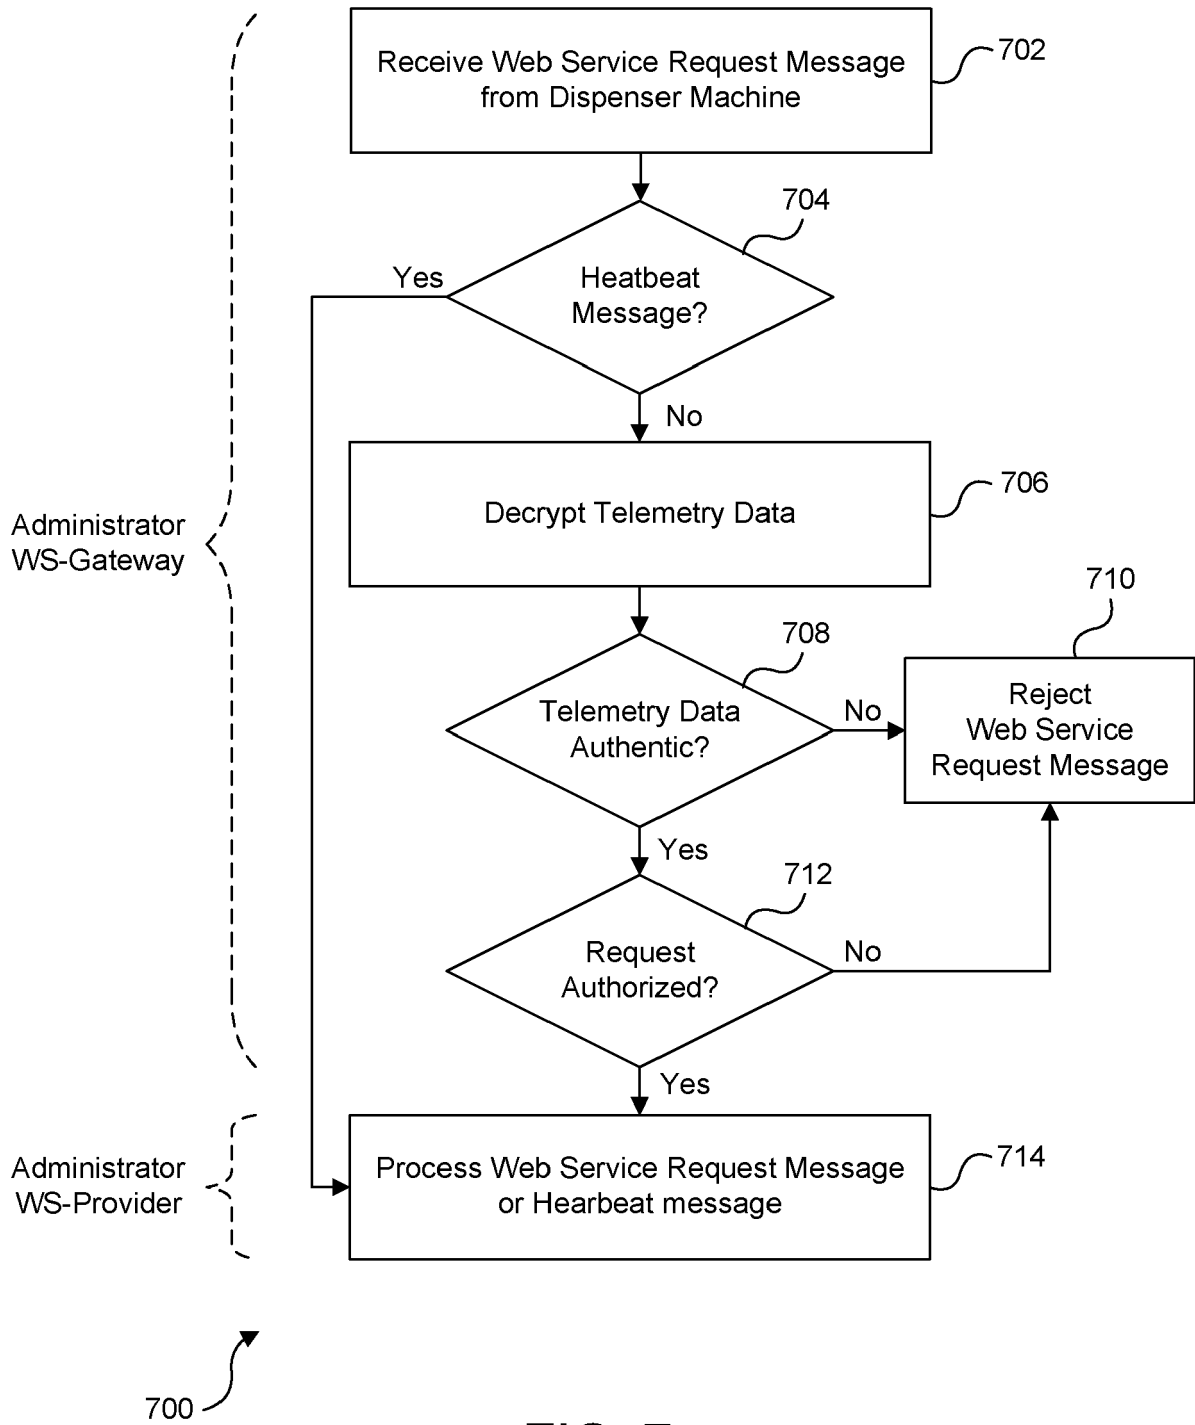 Receive Web Service Request Message
from Dispenser Machine
702
704
Yes
Heatbeat
Message?
No
Decrypt Telemetry Data
706
Administrator
WS-Gateway
710
708
Telemetry Data
Authentic?
No
Reject
Web Service
Request Message
Yes
712
Request
Authorized?
No
Yes
Administrator
WS-Provider
Process Web Service Request Message
or Hearbeat message
714
700